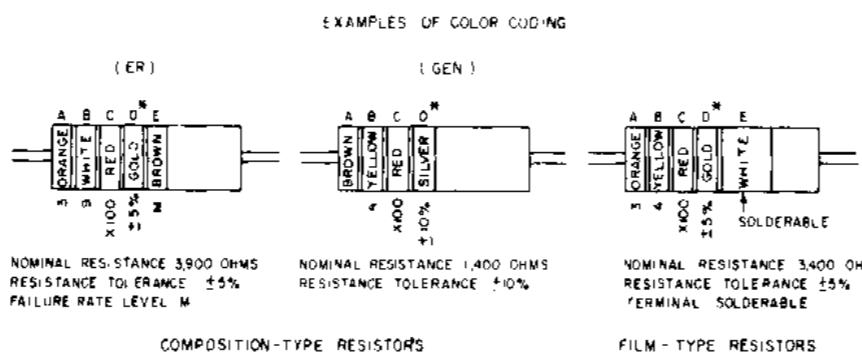 EXAMPLES OF COLOR CODING
(ER)
A B C D * E
ORANGE WHITE RED GOLD BROWN
3 9 X100 ±5% M
NOMINAL RESISTANCE 3,900 OHMS
RESISTANCE TOLERANCE ±5%
FAILURE RATE LEVEL M
(GEN)
A B C D *
BROWN YELLOW RED SILVER
1 4 X100 ±10%
NOMINAL RESISTANCE 1,400 OHMS
RESISTANCE TOLERANCE ±10%
COMPOSITION-TYPE RESISTORS
A B C D * E
ORANGE YELLOW RED GOLD WHITE
3 4 X100 ±5%
SOLDERABLE
NOMINAL RESISTANCE 3,400 OH
RESISTANCE TOLERANCE ±5%
TERMINAL SOLDERABLE
FILM-TYPE RESISTORS